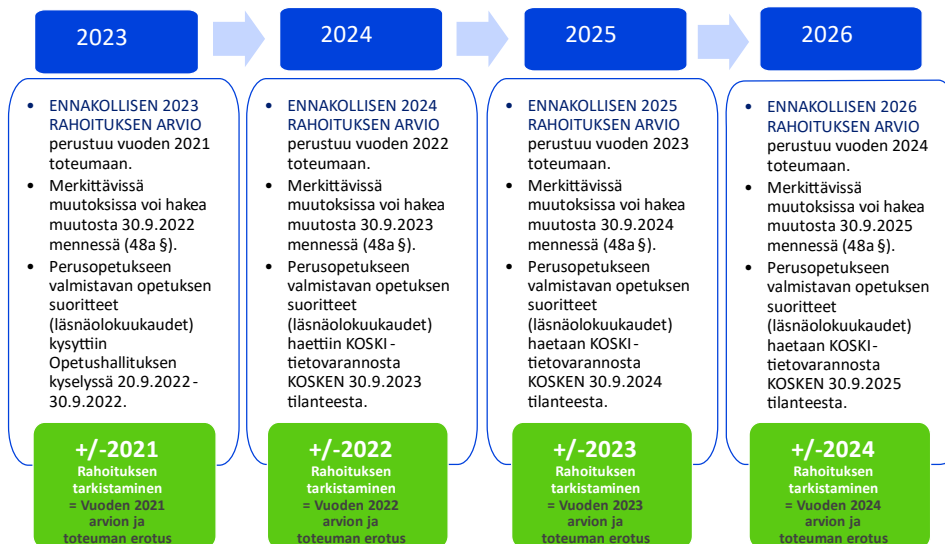 2023
• ENNAKOLLISEN 2023
RAHOITUKSEN ARVIO
perustuu vuoden 2021
toteumaan.
• Merkittävissä
muutoksissa voi hakea
muutosta 30.9.2022
mennessä (48a §).
• Perusopetukseen
valmistavan opetuksen
suoritteet
(läsnäolokuukaudet)
kysyttiin
Opetushallituksen
kyselyssä 20.9.2022-
30.9.2022.
+/-2021
Rahoituksen
tarkistaminen
= Vuoden 2021
arvion ja
toteuman erotus
2024
• ENNAKOLLISEN 2024
RAHOITUKSEN ARVIO
perustuu vuoden 2022
toteumaan.
• Merkittävissä
muutoksissa voi hakea
muutosta 30.9.2023
mennessä (48a §).
• Perusopetukseen
valmistavan opetuksen
suoritteet
(läsnäolokuukaudet)
haettiin KOSKI-
tietovarannosta
KOSKEN 30.9.2023
tilanteesta.
+/-2022
Rahoituksen
tarkistaminen
= Vuoden 2022
arvion ja
toteuman erotus
2025
• ENNAKOLLISEN 2025
RAHOITUKSEN ARVIO
perustuu vuoden 2023
toteumaan.
• Merkittävissä
muutoksissa voi hakea
muutosta 30.9.2024
mennessä (48a §).
• Perusopetukseen
valmistavan opetuksen
suoritteet
(läsnäolokuukaudet)
haetaan KOSKI-
tietovarannosta
KOSKEN 30.9.2024
tilanteesta.
+/-2023
Rahoituksen
tarkistaminen
= Vuoden 2023
arvion ja
toteuman erotus
2026
• ENNAKOLLISEN 2026
RAHOITUKSEN ARVIO
perustuu vuoden
2024
toteumaan.
• Merkittävissä
muutoksissa voi hakea
muutosta 30.9.2025
mennessä (48a §).
• Perusopetukseen
valmistavan opetuksen
suoritteet
(läsnäolokuukaudet)
haetaan KOSKI-
tietovarannosta
KOSKEN 30.9.2025
tilanteesta.
+/-2024
Rahoituksen
tarkistaminen
= Vuoden 2024
arvion ja
toteuman erotus